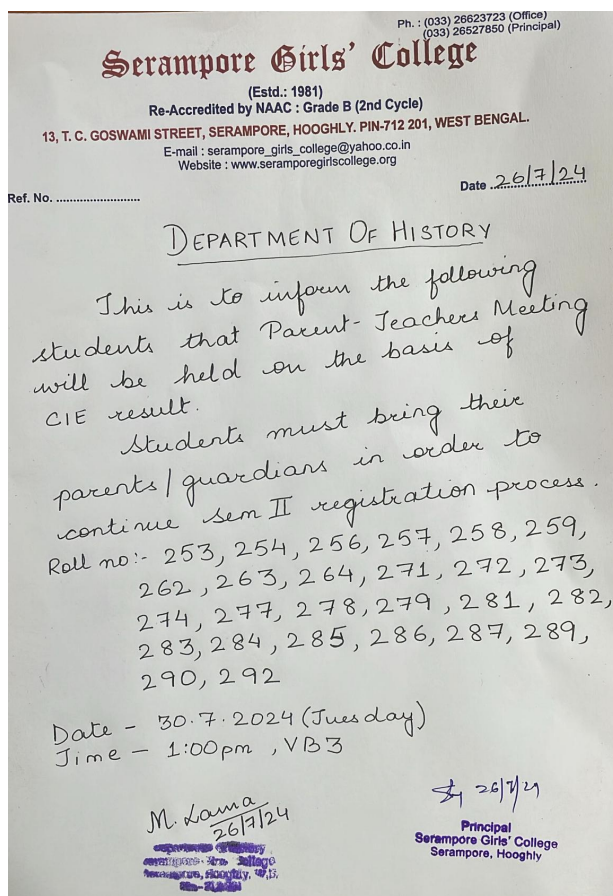 Ph. : (033) 26623723 (Office)
(033) 26527850 (Principal)
Serampore Girls' College
(Estd.: 1981)
Re-Accredited by NAAC : Grade B (2nd Cycle)
13, T. C. GOSWAMI STREET, SERAMPORE, HOOGHLY. PIN-712 201, WEST BENGAL.
E-mail : serampore_girls_college@yahoo.co.in
Website : www.seramporegirlscollege.org
Ref. No. .........................
Date 26/7/24
DEPARTMENT OF HISTORY
This is to inform the following
students that Parent-Teachers Meeting
will be held on the basis of
CIE result.
Students must bring their
parents/guardians in order to
continue sem II registration process.
Roll no:- 253, 254, 256, 257, 258, 259,
262, 263, 264, 271, 272, 273,
274, 277, 278, 279, 281, 282,
283, 284, 285, 286, 287, 289,
290, 292
Date - 30.7.2024 (Tuesday)
Time - 1:00pm, VB3
M. Lama
26/7/24
26/7/24
Principal
Serampore Girls' College
Serampore, Hooghly